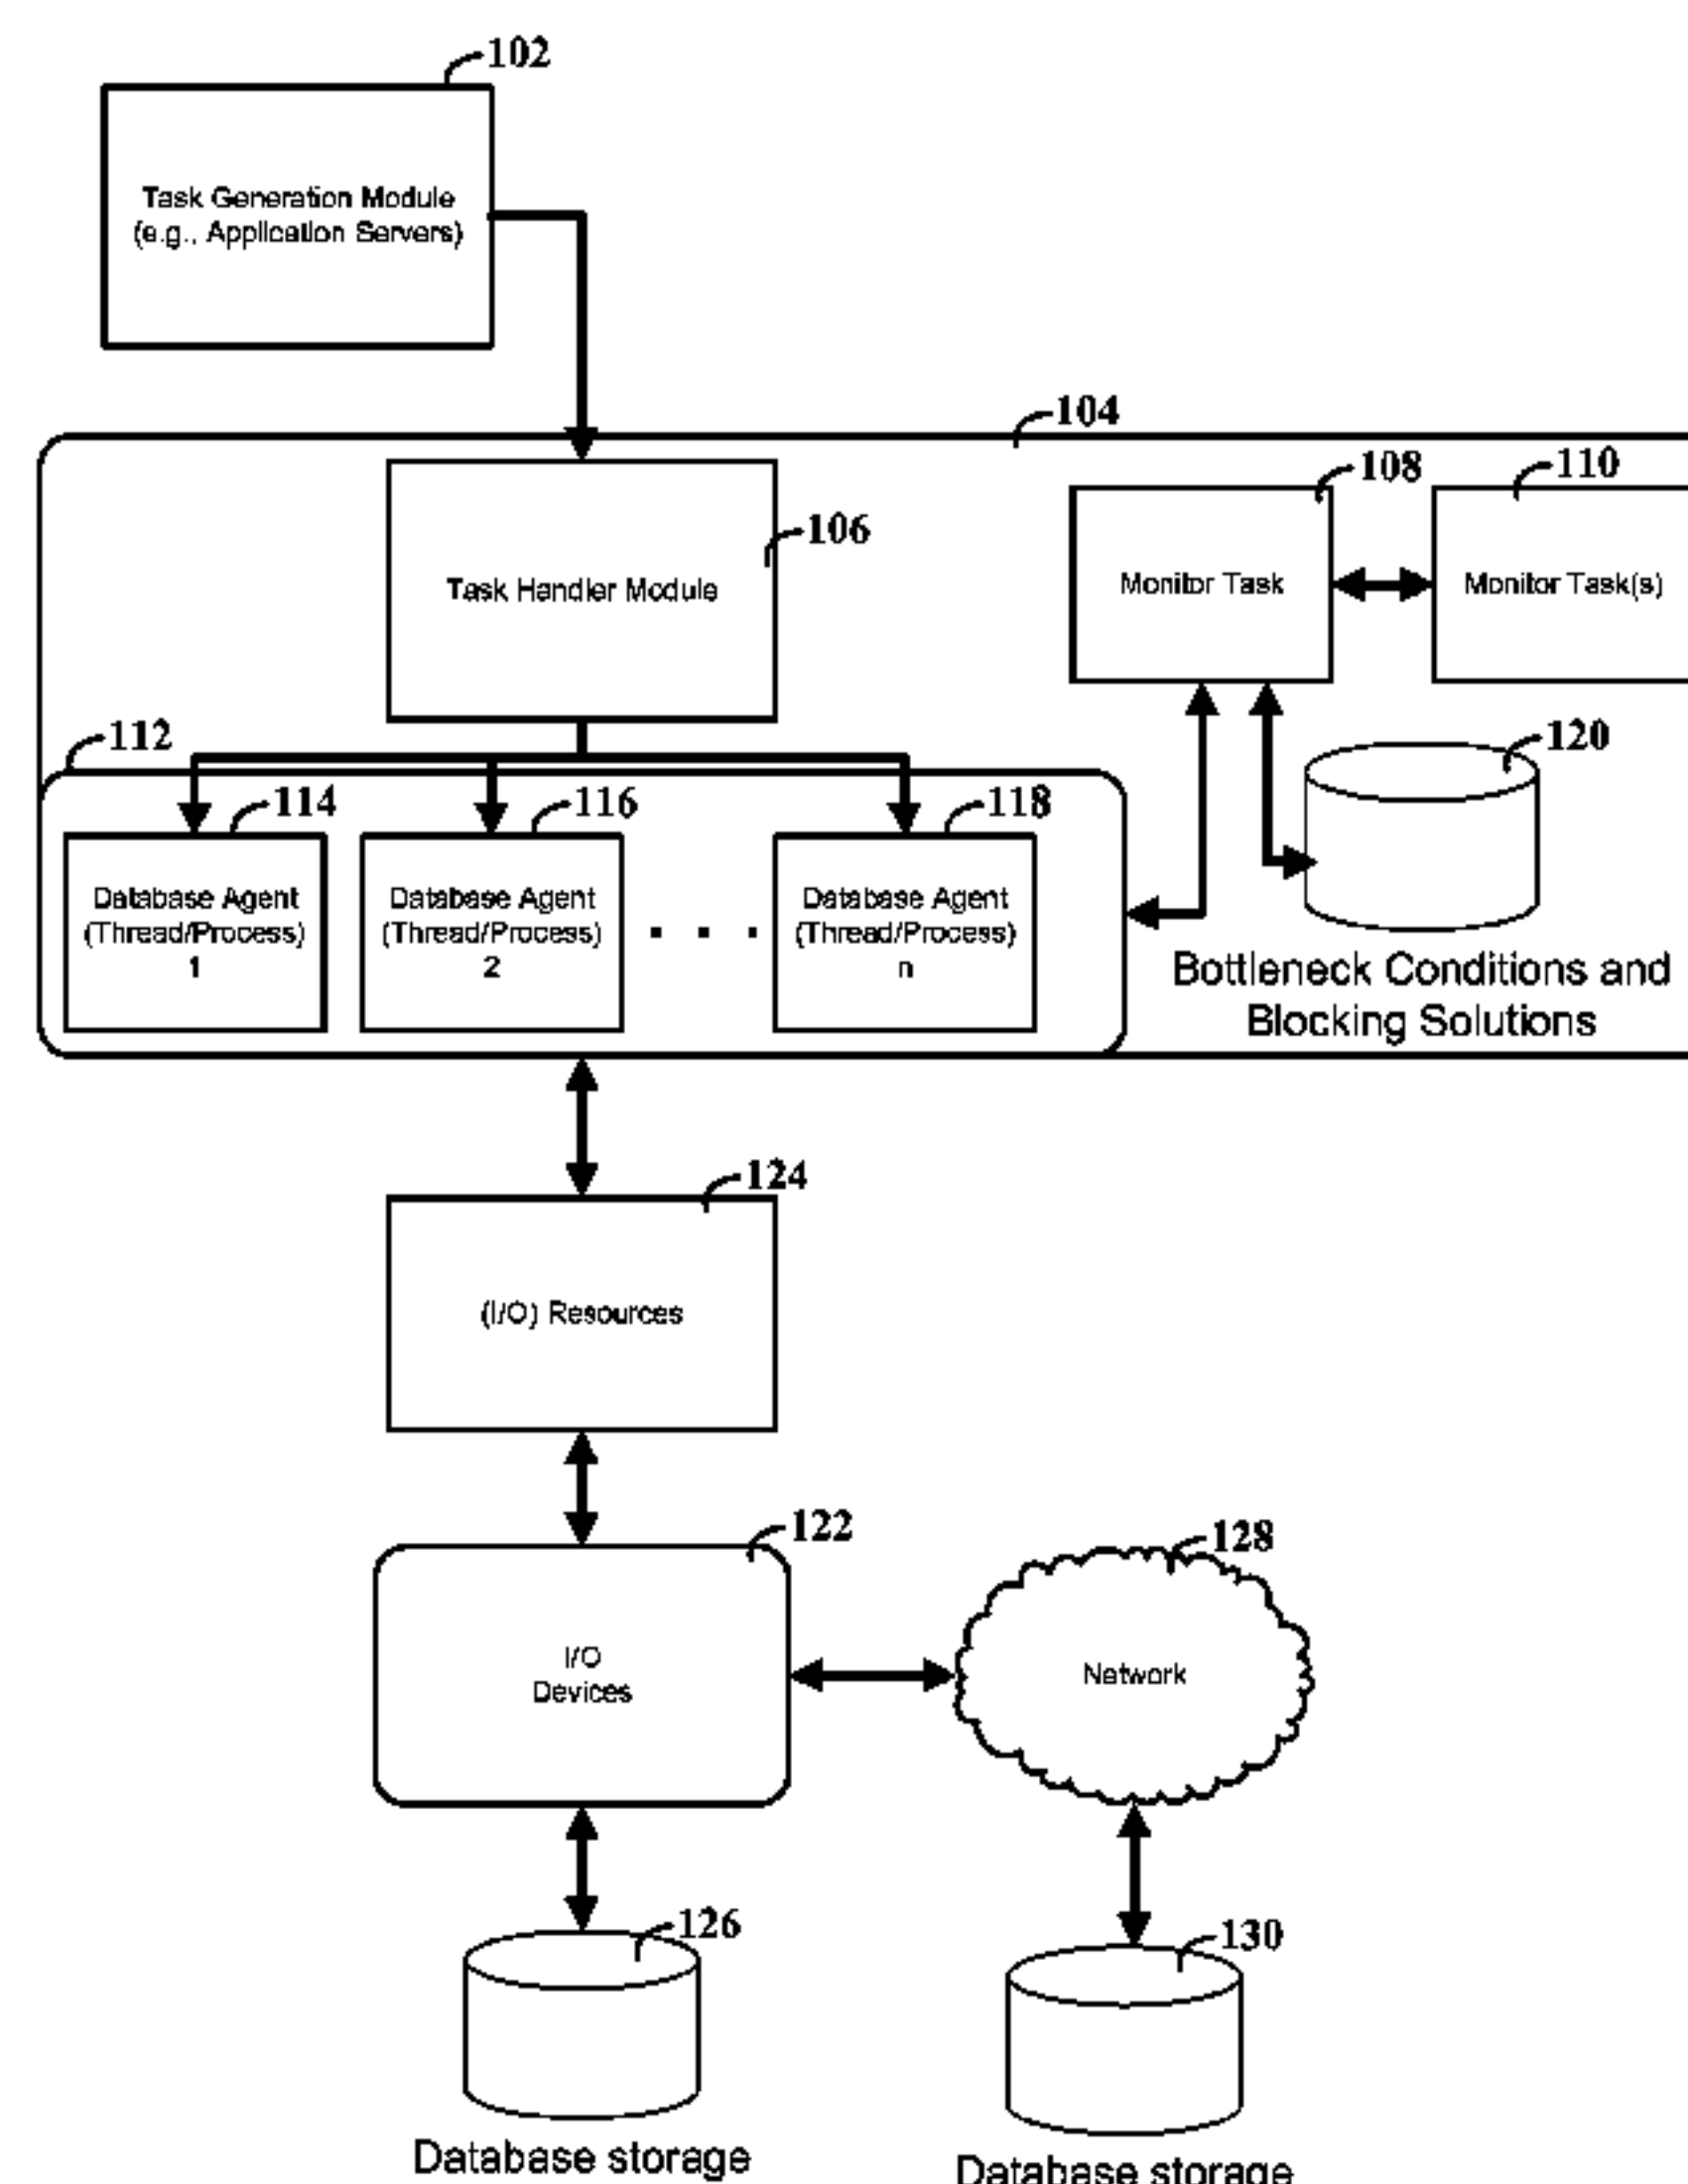 102
Task Generation Module
(e.g., Application Servers)
104
108
110
106
Task Handler Module
Monitor Task
Monitor Task(s)
112
120
114
116
118
Database Agent
(Thread/Process)
1
Database Agent
(Thread/Process)
2
. . .
Database Agent
(Thread/Process)
n
Bottleneck Conditions and
Blocking Solutions
124
(I/O) Resources
122
128
I/O
Devices
Network
126
130
Database storage
Database storage